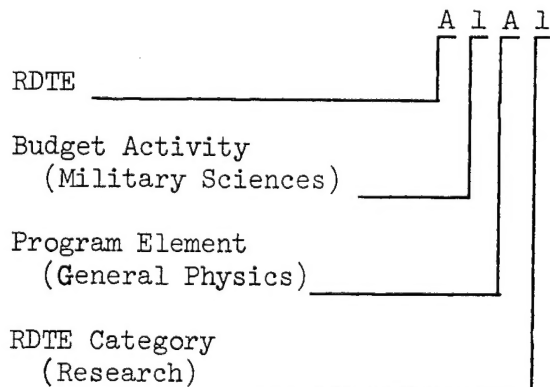 A 1 A 1
RDTE
Budget Activity
(Military Sciences)
Program Element
(General Physics)
RDTE Category
(Research)